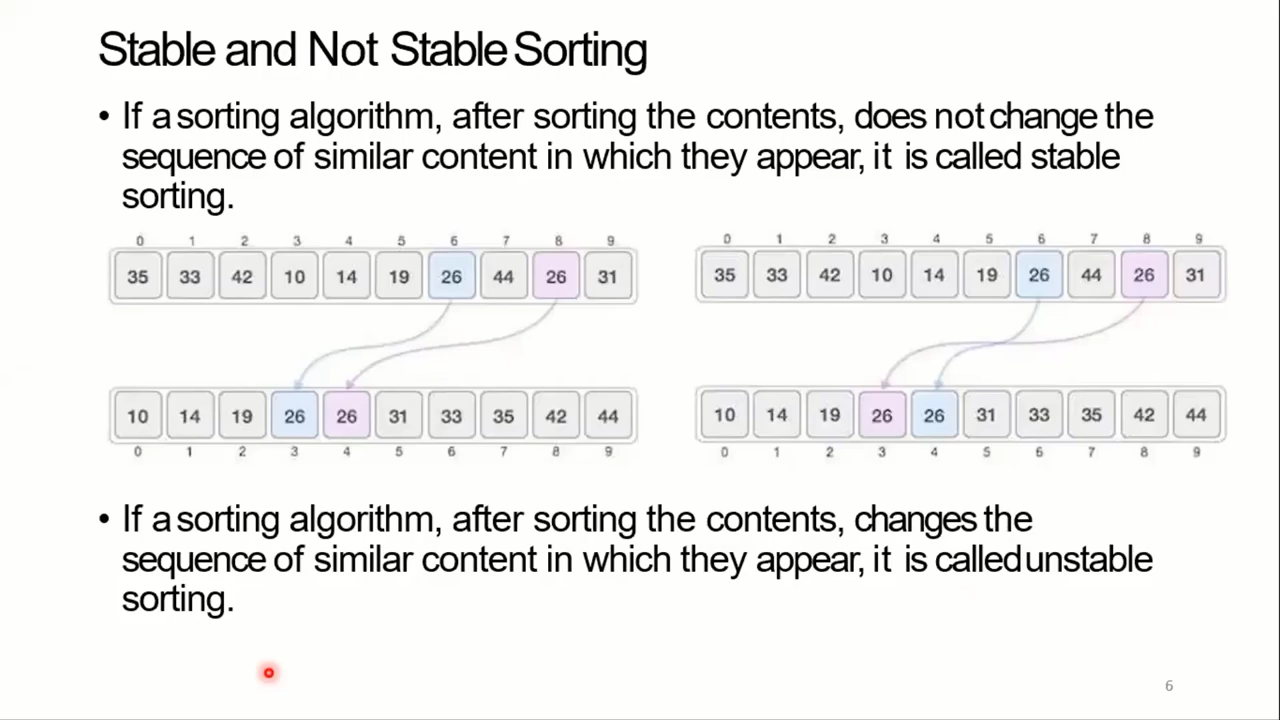 Stable and Not Stable Sorting
• If a sorting algorithm, after sorting the contents, does not change the
sequence of similar content in which they appear, it is called stable
sorting.
0 1 2 3 4 5 6 7 8 9
35 33 42 10 14 19 26 44 26 31
10 14 19 26 26 31 33 35 42 44
0 1 2 3 4 5 6 7 8 9
0 1 2 3 4 5 6 7 8 9
35 33 42 10 14 19 26 44 26 31
10 14 19 26 26 31 33 35 42 44
0 1 2 3 4 5 6 7 8 9
• If a sorting algorithm, after sorting the contents, changes the
sequence of similar content in which they appear, it is called unstable
sorting.
6